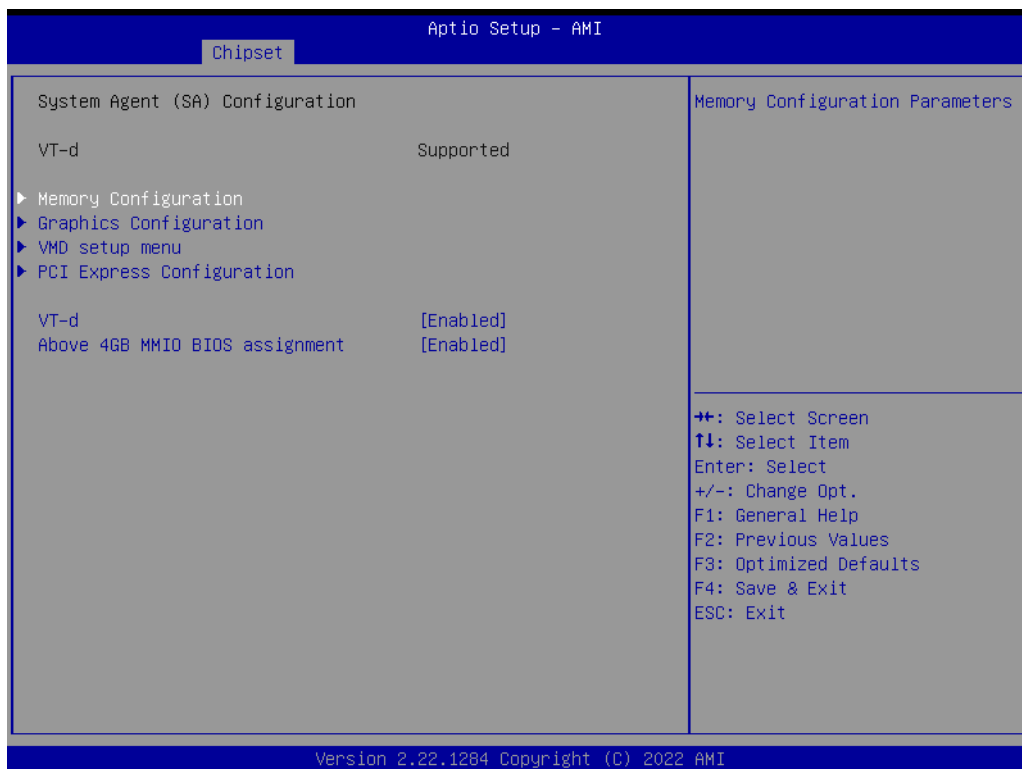 Aptio Setup – AMI
Chipset
System Agent (SA) Configuration
VT-d Supported
▶ Memory Configuration
▶ Graphics Configuration
▶ VMD setup menu
▶ PCI Express Configuration
VT-d [Enabled]
Above 4GB MMIO BIOS assignment [Enabled]
Memory Configuration Parameters
→←: Select Screen
↑↓: Select Item
Enter: Select
+/-: Change Opt.
F1: General Help
F2: Previous Values
F3: Optimized Defaults
F4: Save & Exit
ESC: Exit
Version 2.22.1284 Copyright (C) 2022 AMI